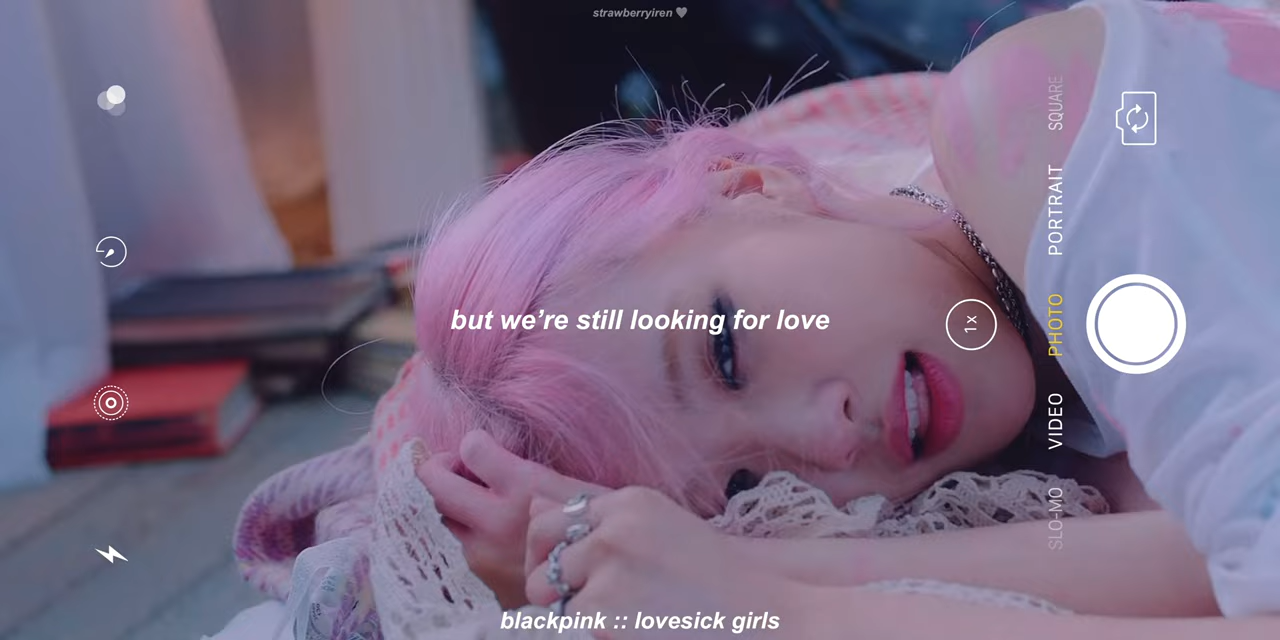 strawberryiren 🖤
SQUARE
PORTRAIT
but we’re still looking for love
1x
PHOTO
VIDEO
SLO-MO
blackpink :: lovesick girls